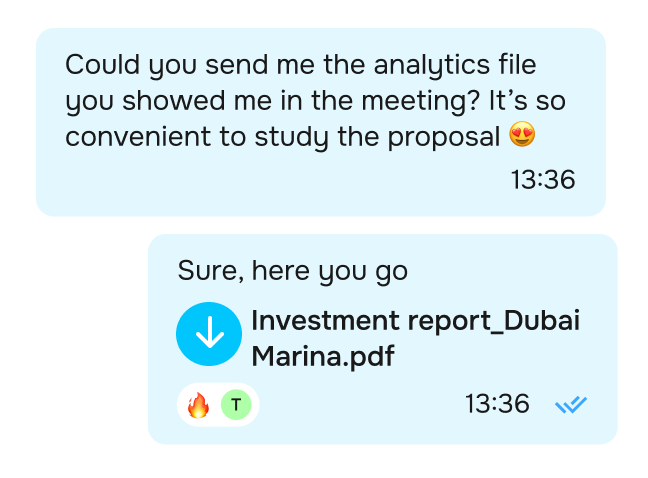 Could you send me the analytics file
you showed me in the meeting? It’s so
convenient to study the proposal 😍
13:36
Sure, here you go
Investment report_Dubai
Marina.pdf
🔥 T
13:36